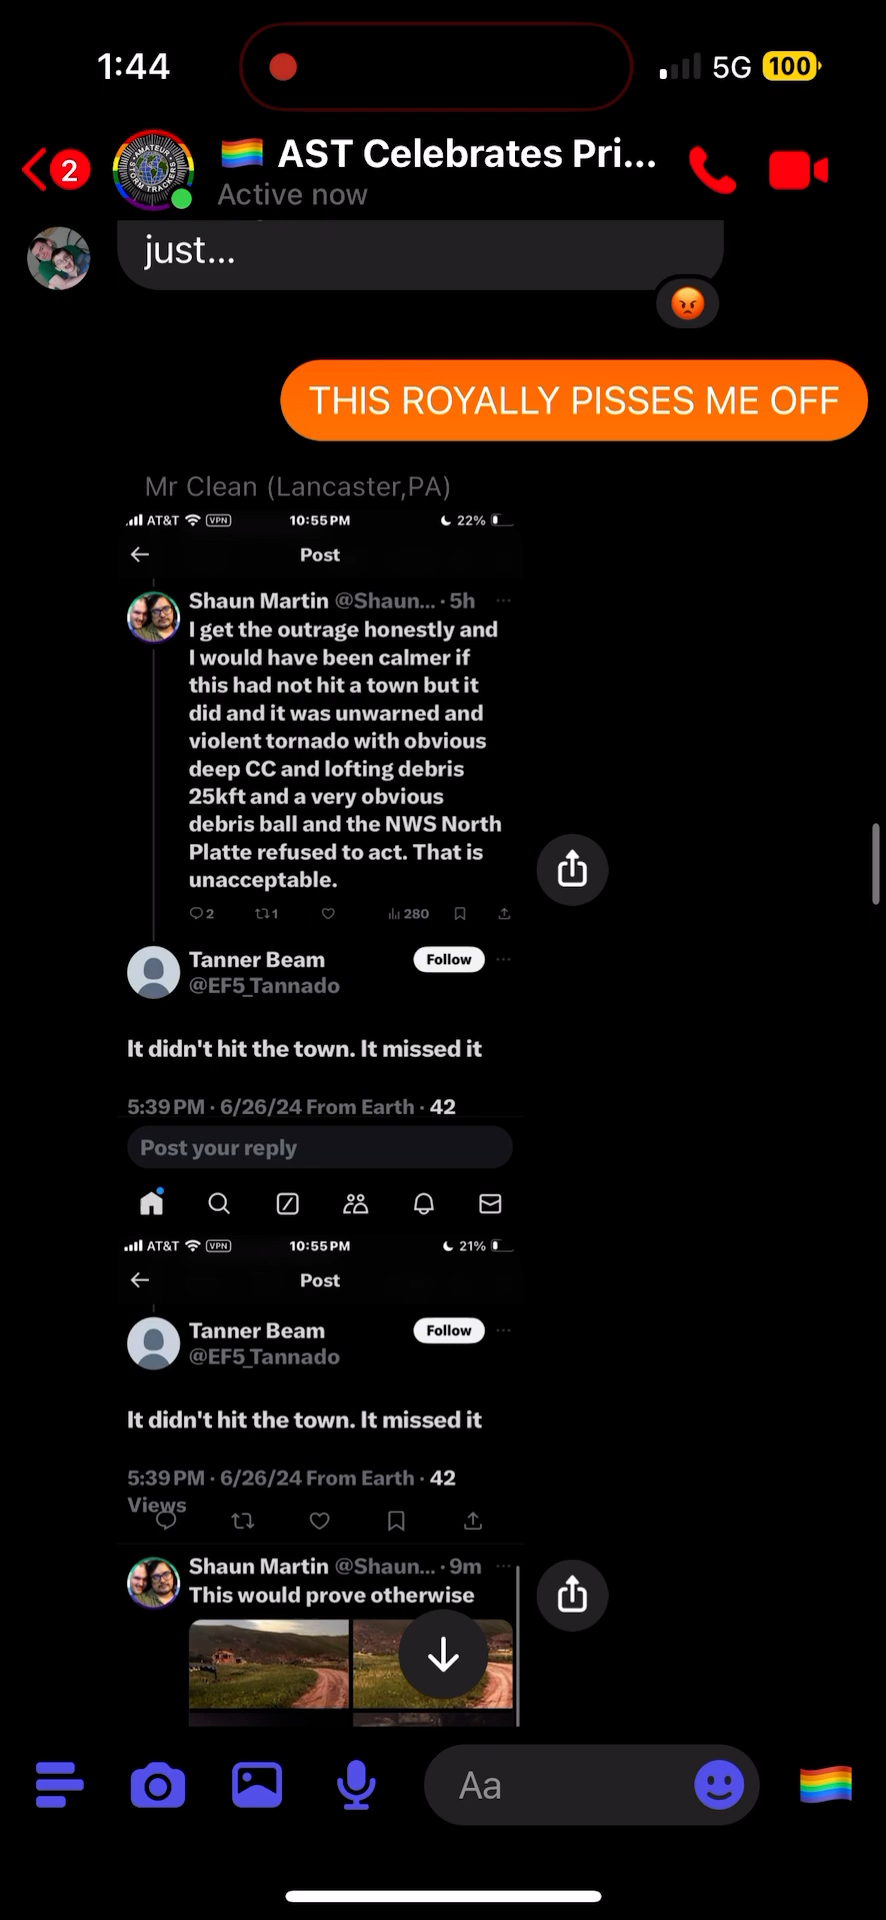 1:44
5G
100
2
🏳️‍🌈 AST Celebrates Pri...
AMATEUR
STORM TRACKERS
Active now
just...
😡
THIS ROYALLY PISSES ME OFF
Mr Clean (Lancaster,PA)
AT&T VPN 10:55 PM 22%
Post
Shaun Martin @Shaun... · 5h ...
I get the outrage honestly and
I would have been calmer if
this had not hit a town but it
did and it was unwarned and
violent tornado with obvious
deep CC and lofting debris
25kft and a very obvious
debris ball and the NWS North
Platte refused to act. That is
unacceptable.
2 1 280
Tanner Beam
Follow ...
@EF5_Tannado
It didn't hit the town. It missed it
5:39 PM · 6/26/24 From Earth · 42
Post your reply
AT&T VPN 10:55 PM 21%
Post
Tanner Beam
Follow ...
@EF5_Tannado
It didn't hit the town. It missed it
5:39 PM · 6/26/24 From Earth · 42
Views
Shaun Martin @Shaun... · 9m ...
This would prove otherwise
Aa
🏳️‍🌈